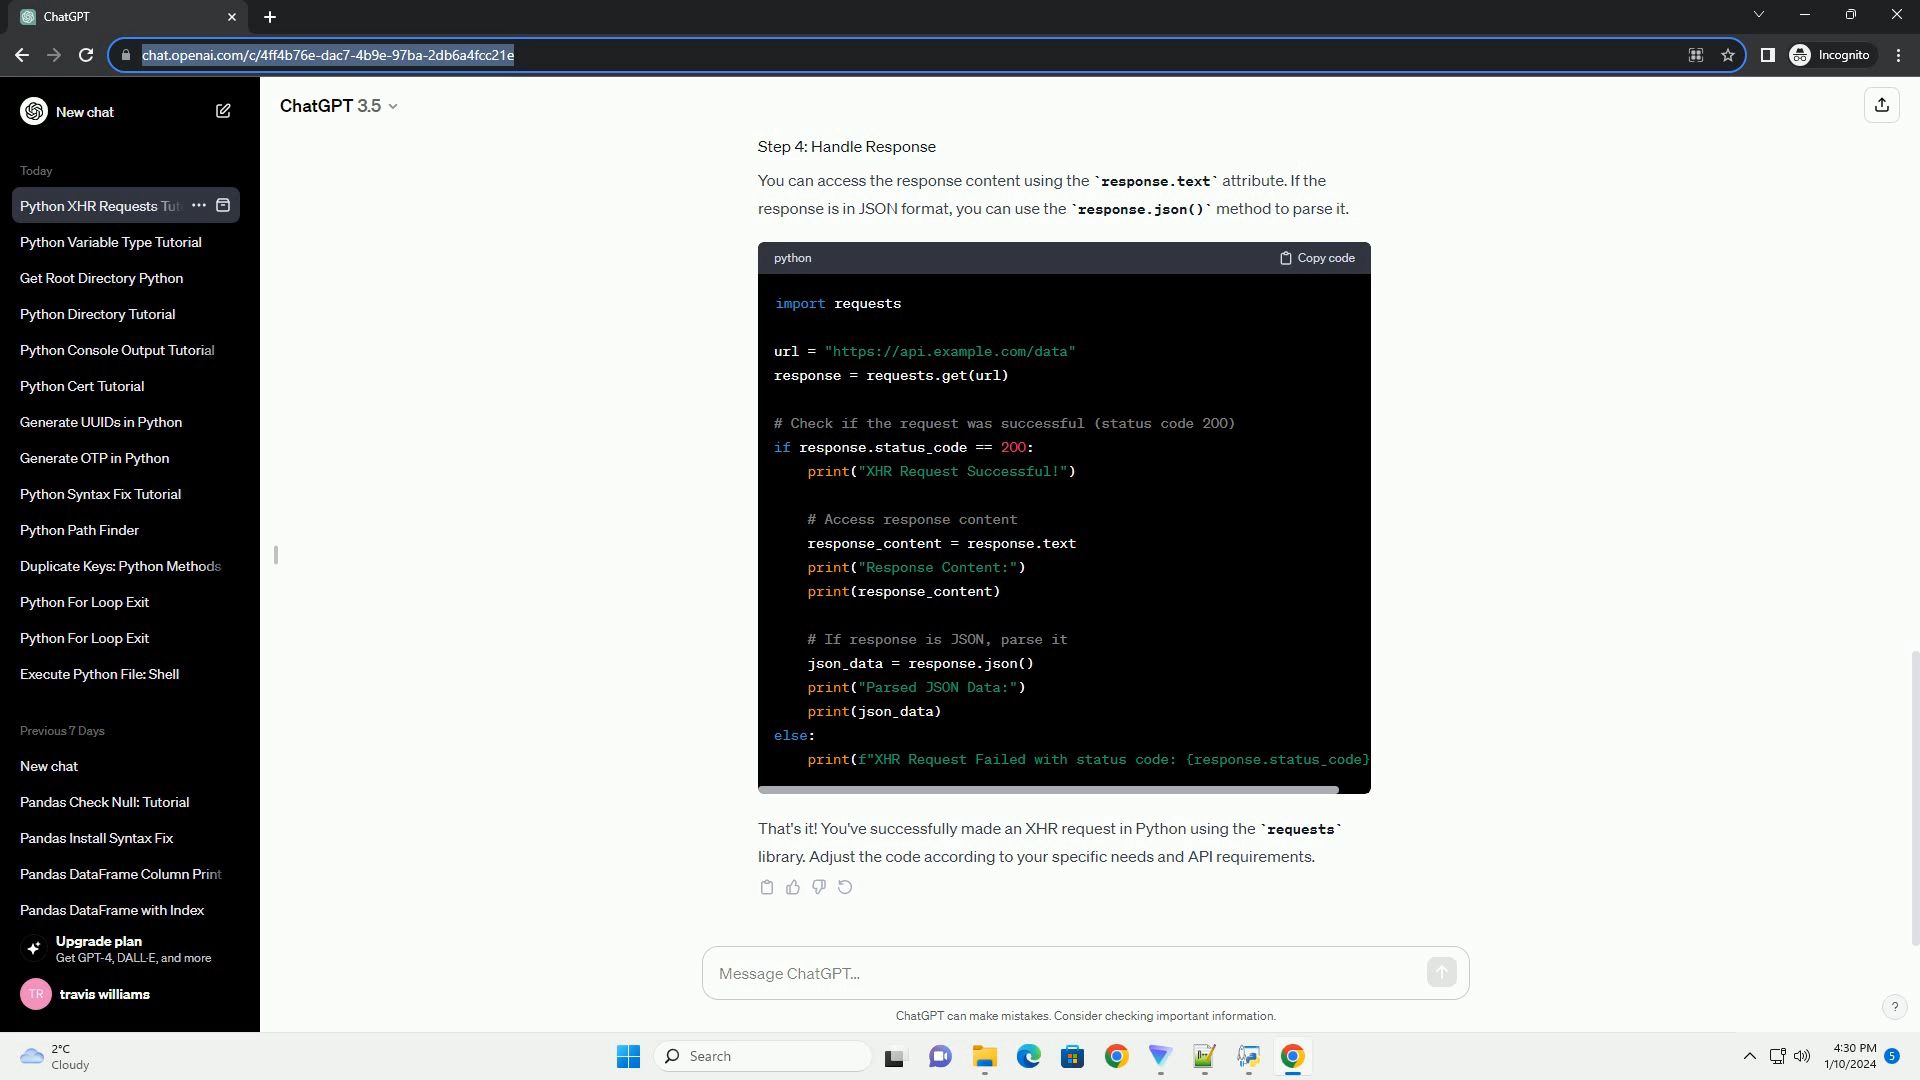 ChatGPT
chat.openai.com/c/4ff4b76e-dac7-4b9e-97ba-2db6a4fcc21e
Incognito
New chat
Today
Python XHR Requests Tut
Python Variable Type Tutorial
Get Root Directory Python
Python Directory Tutorial
Python Console Output Tutorial
Python Cert Tutorial
Generate UUIDs in Python
Generate OTP in Python
Python Syntax Fix Tutorial
Python Path Finder
Duplicate Keys: Python Methods
Python For Loop Exit
Python For Loop Exit
Execute Python File: Shell
Previous 7 Days
New chat
Pandas Check Null: Tutorial
Pandas Install Syntax Fix
Pandas DataFrame Column Print
Pandas DataFrame with Index
Upgrade plan
Get GPT-4, DALL·E, and more
TR travis williams
ChatGPT 3.5
Step 4: Handle Response
You can access the response content using the `response.text` attribute. If the
response is in JSON format, you can use the `response.json()` method to parse it.
python
Copy code
import requests
url = "https://api.example.com/data"
response = requests.get(url)
# Check if the request was successful (status code 200)
if response.status_code == 200:
print("XHR Request Successful!")
# Access response content
response_content = response.text
print("Response Content:")
print(response_content)
# If response is JSON, parse it
json_data = response.json()
print("Parsed JSON Data:")
print(json_data)
else:
print(f"XHR Request Failed with status code: {response.status_code}
That's it! You've successfully made an XHR request in Python using the `requests`
library. Adjust the code according to your specific needs and API requirements.
Message ChatGPT...
ChatGPT can make mistakes. Consider checking important information.
?
2°C
Cloudy
Search
4:30 PM
1/10/2024
5